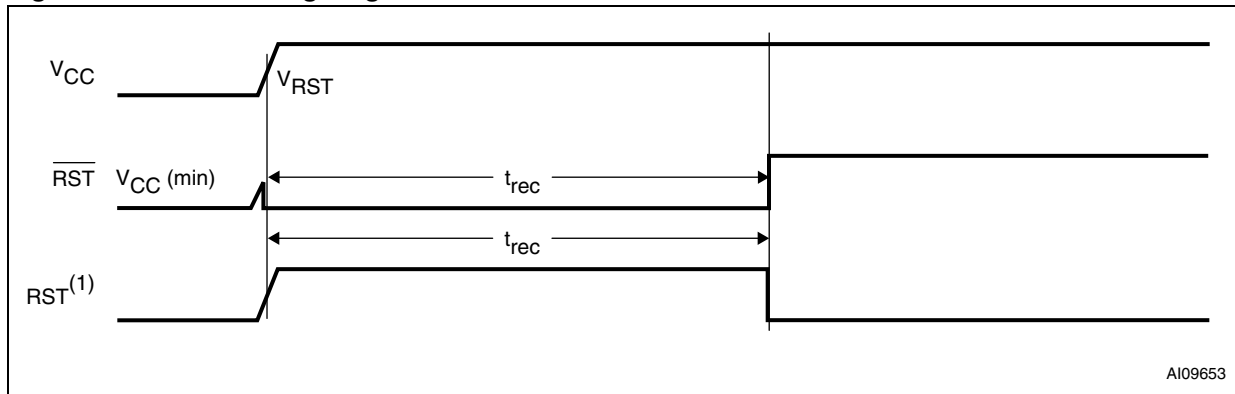 VCC
VRST
RST VCC (min)
trec
trec
RST(1)
AI09653